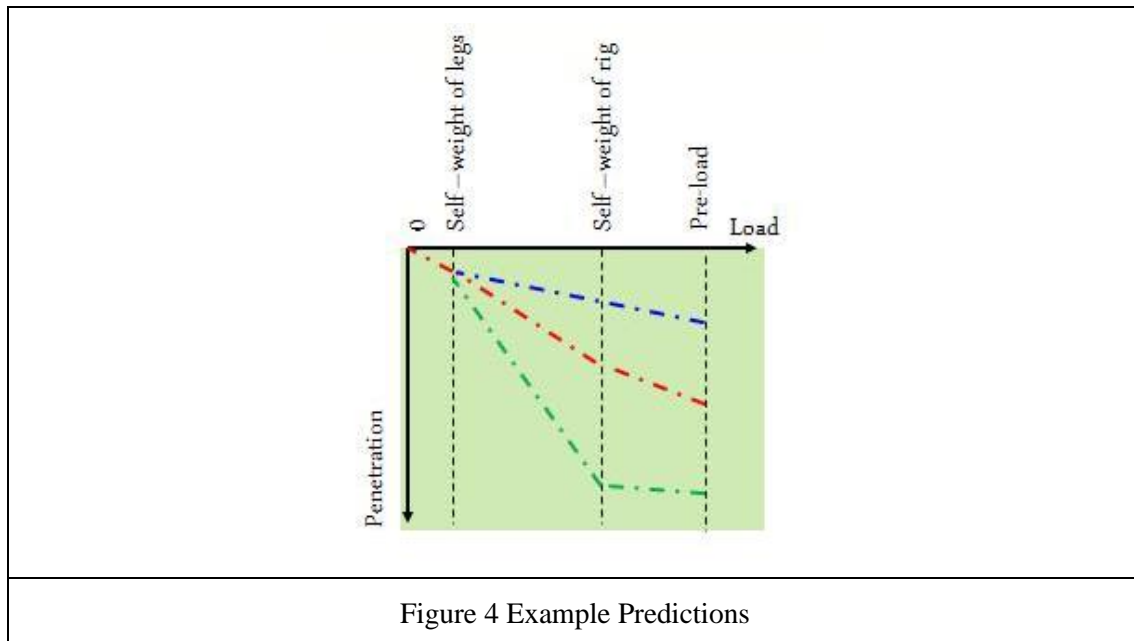 Self-weight of legs
Self-weight of rig
Pre-load
0
Load
Penetration
Figure 4 Example Predictions